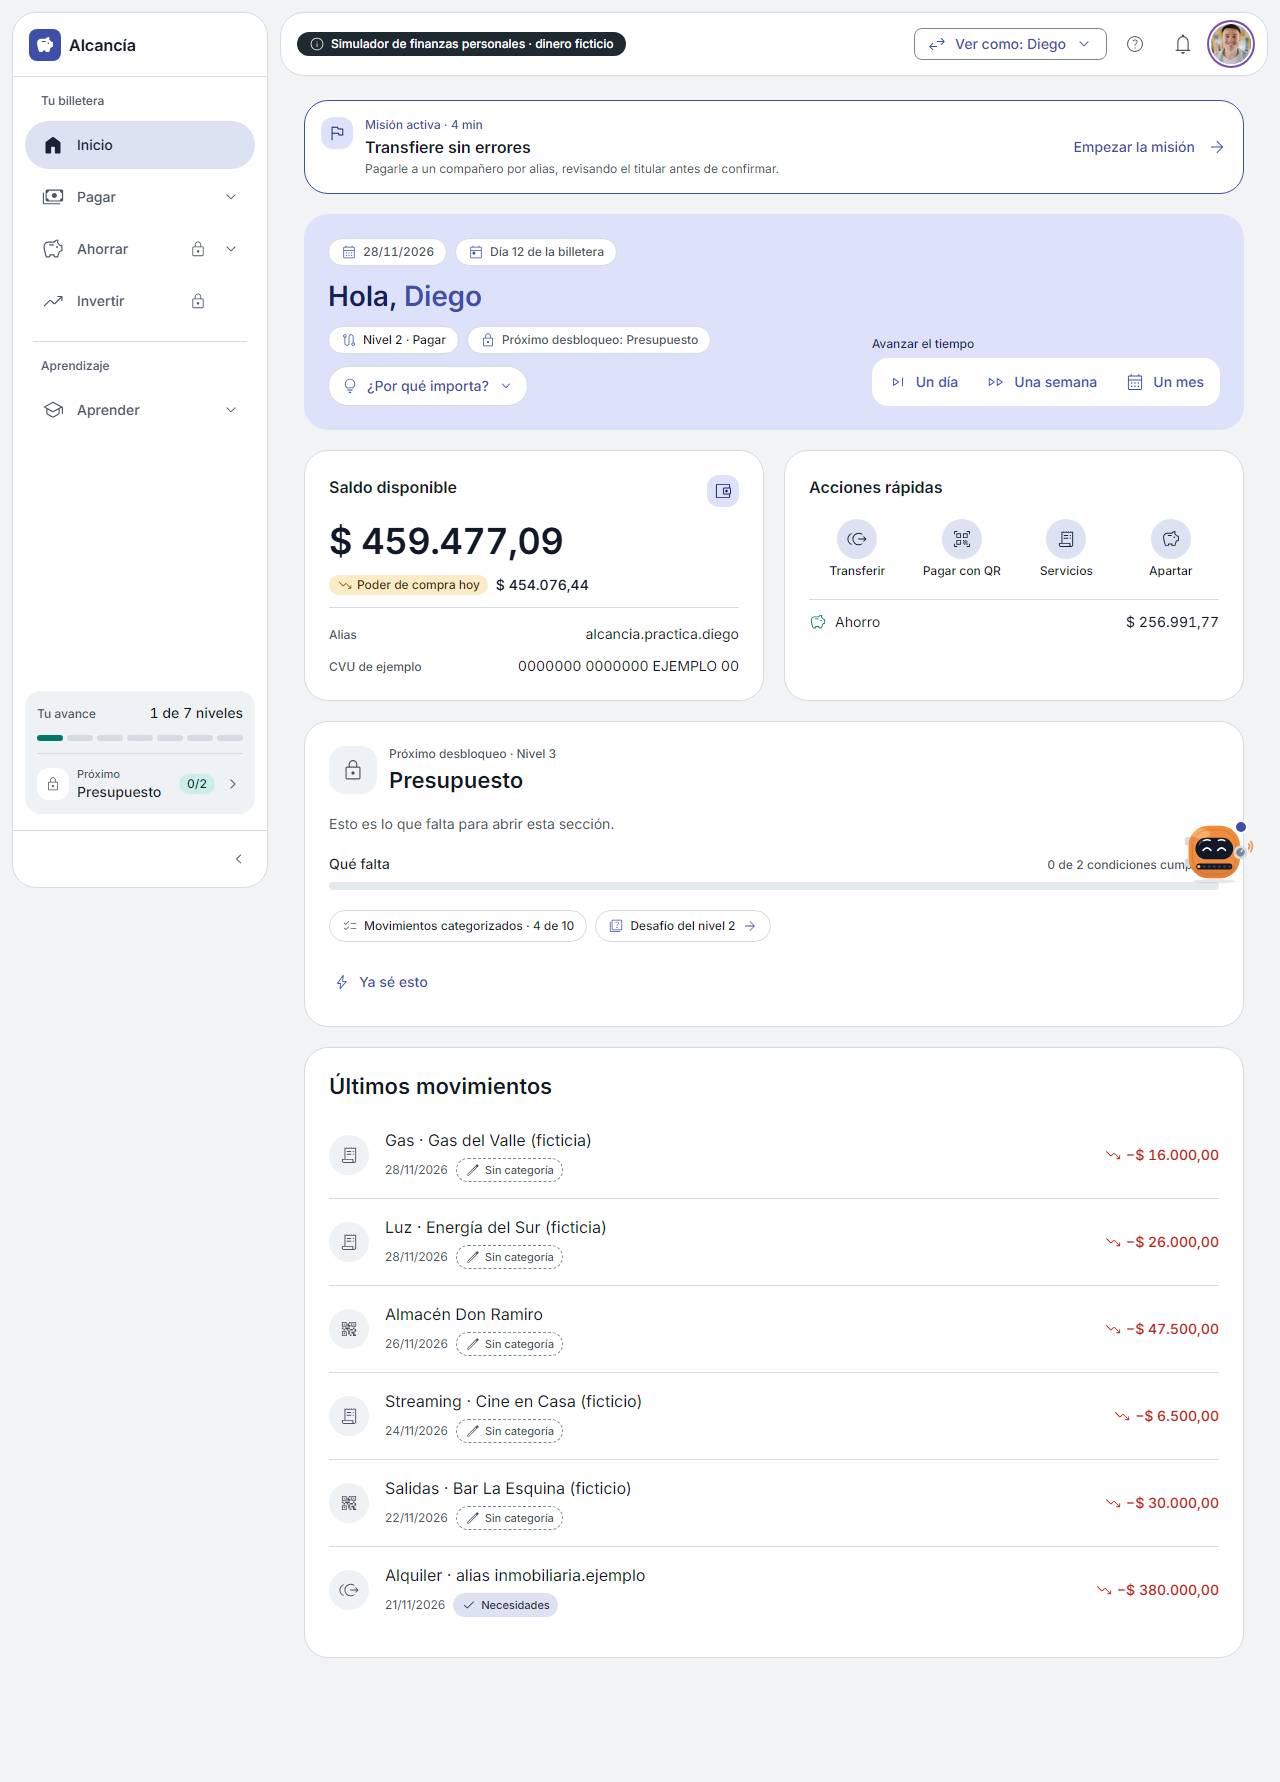 Alcancía
Tu billetera
Inicio
Pagar
Ahorrar
Invertir
Aprendizaje
Aprender
Tu avance
1 de 7 niveles
Próximo
Presupuesto
0/2
Simulador de finanzas personales · dinero ficticio
Ver como: Diego
Misión activa · 4 min
Transfiere sin errores
Pagarle a un compañero por alias, revisando el titular antes de confirmar.
Empezar la misión
28/11/2026
Día 12 de la billetera
Hola, Diego
Nivel 2 · Pagar
Próximo desbloqueo: Presupuesto
¿Por qué importa?
Avanzar el tiempo
Un día
Una semana
Un mes
Saldo disponible
$ 459.477,09
Poder de compra hoy
$ 454.076,44
Alias
alcancia.practica.diego
CVU de ejemplo
0000000 0000000 EJEMPLO 00
Acciones rápidas
Transferir
Pagar con QR
Servicios
Apartar
Ahorro
$ 256.991,77
Próximo desbloqueo · Nivel 3
Presupuesto
Esto es lo que falta para abrir esta sección.
Qué falta
0 de 2 condiciones
Movimientos categorizados · 4 de 10
Desafío del nivel 2
Ya sé esto
Últimos movimientos
Gas · Gas del Valle (ficticia)
28/11/2026
Sin categoría
−$ 16.000,00
Luz · Energía del Sur (ficticia)
28/11/2026
Sin categoría
−$ 26.000,00
Almacén Don Ramiro
26/11/2026
Sin categoría
−$ 47.500,00
Streaming · Cine en Casa (ficticio)
24/11/2026
Sin categoría
−$ 6.500,00
Salidas · Bar La Esquina (ficticio)
22/11/2026
Sin categoría
−$ 30.000,00
Alquiler · alias inmobiliaria.ejemplo
21/11/2026
Necesidades
−$ 380.000,00